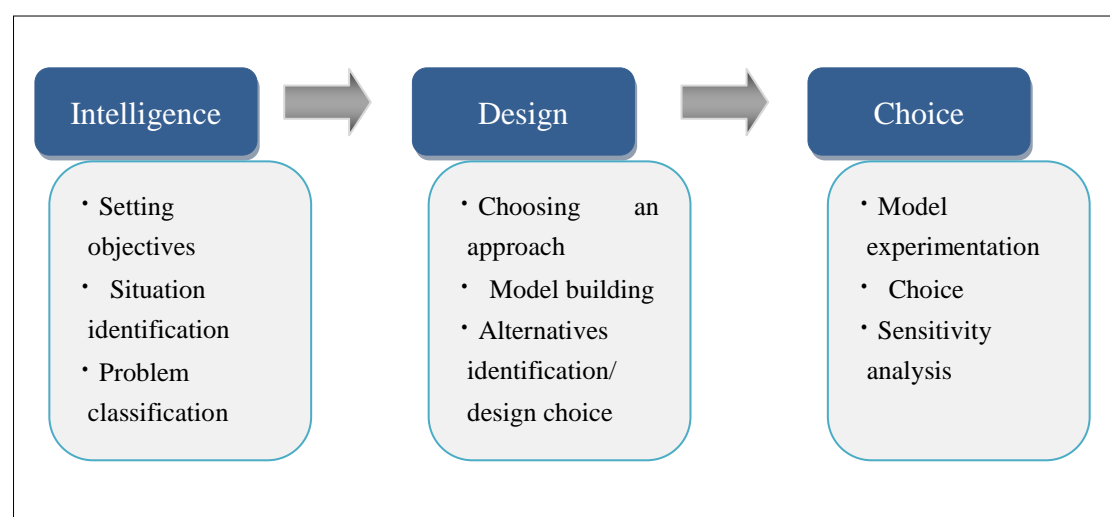 Intelligence
・Setting
objectives
・ Situation
identification
・Problem
classification
Design
・Choosing an
approach
・ Model building
・Alternatives
identification/
design choice
Choice
・Model
experimentation
・ Choice
・Sensitivity
analysis